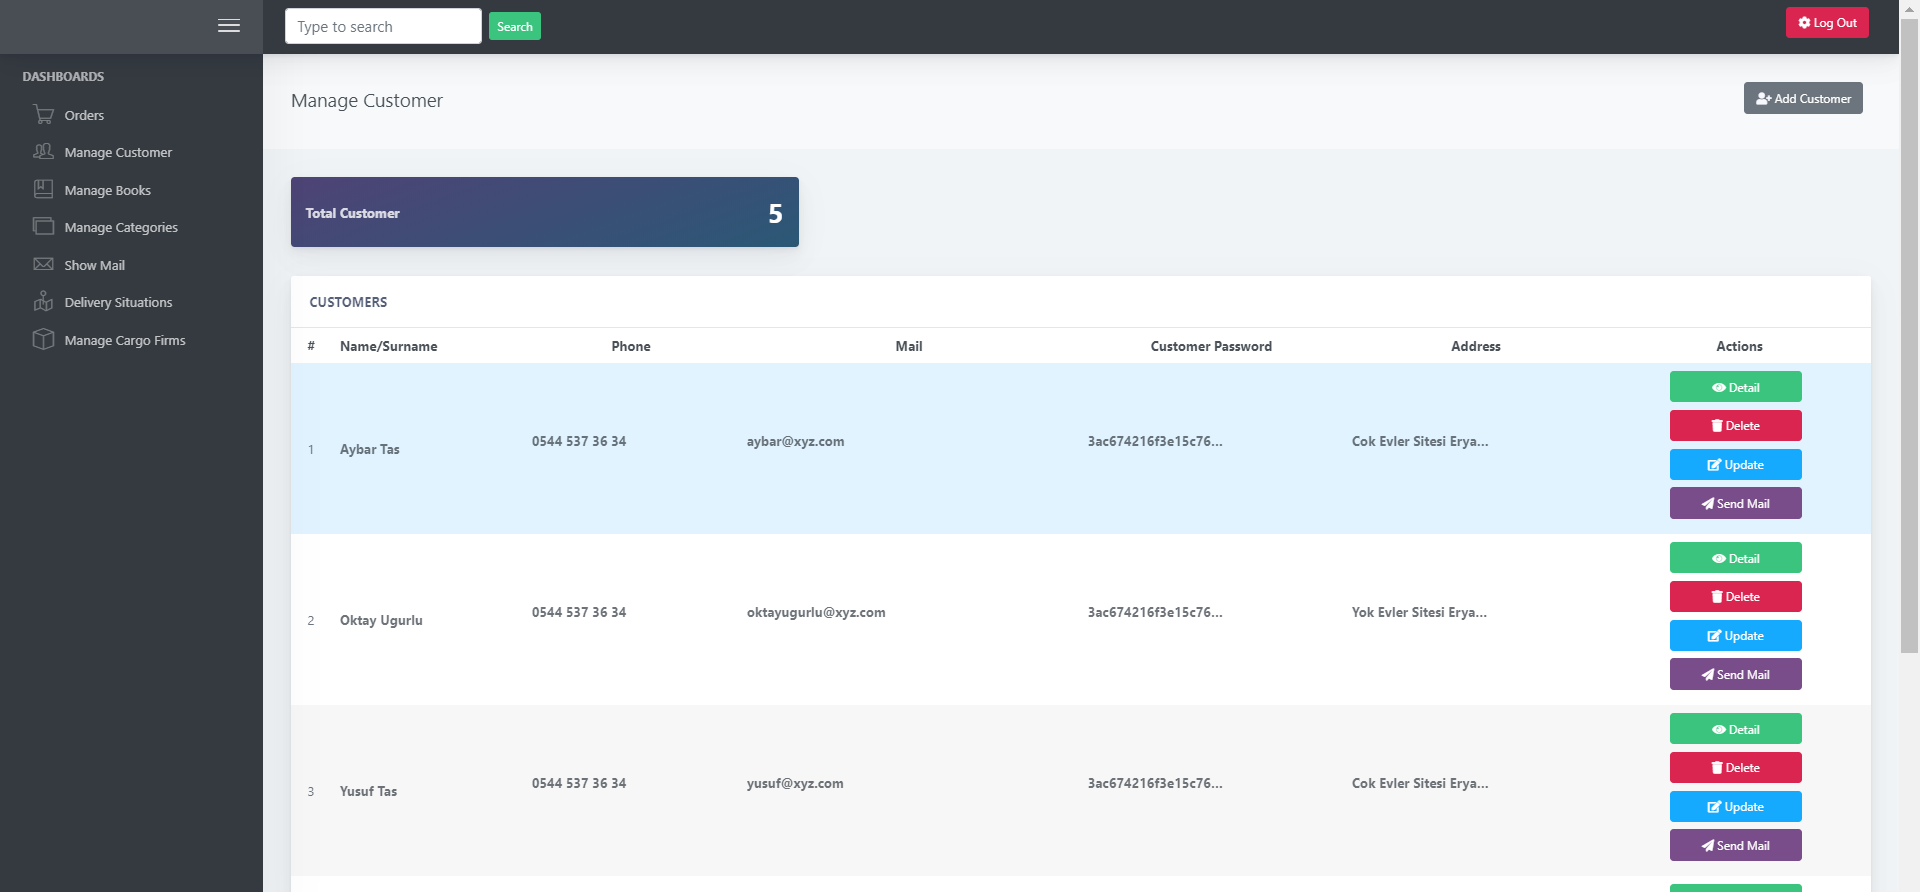 Type to search
Search
Log Out
DASHBOARDS
Orders
Manage Customer
Manage Books
Manage Categories
Show Mail
Delivery Situations
Manage Cargo Firms
Manage Customer
Add Customer
Total Customer 5
CUSTOMERS
# Name/Surname Phone Mail Customer Password Address Actions
1 Aybar Tas 0544 537 36 34 aybar@xyz.com 3ac674216f3e15c76... Cok Evler Sitesi Erya...
Detail
Delete
Update
Send Mail
2 Oktay Ugurlu 0544 537 36 34 oktayugurlu@xyz.com 3ac674216f3e15c76... Yok Evler Sitesi Erya...
Detail
Delete
Update
Send Mail
3 Yusuf Tas 0544 537 36 34 yusuf@xyz.com 3ac674216f3e15c76... Cok Evler Sitesi Erya...
Detail
Delete
Update
Send Mail